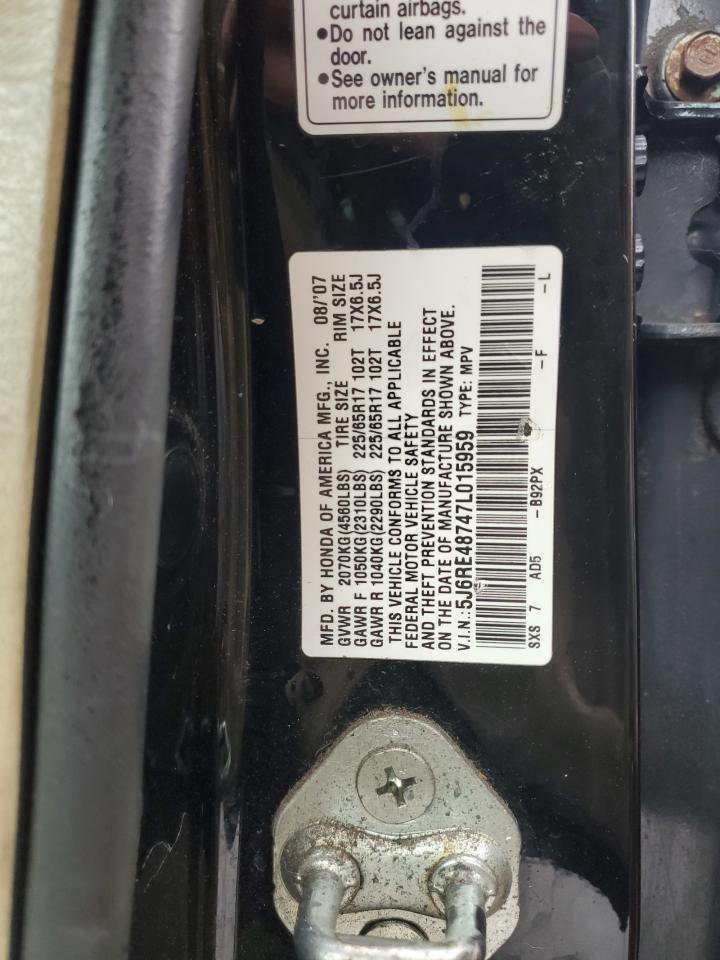 curtain airbags.
●Do not lean against the
door.
●See owner's manual for
more information.
MFD. BY HONDA OF AMERICA MFG., INC. 08/'07
GVWR 2070KG(4560LBS) TIRE SIZE RIM SIZE
GAWR F 1050KG(2310LBS) 225/65R17 102T 17X6.5J
GAWR R 1040KG(2290LBS) 225/65R17 102T 17X6.5J
THIS VEHICLE CONFORMS TO ALL APPLICABLE
FEDERAL MOTOR VEHICLE SAFETY
AND THEFT PREVENTION STANDARDS IN EFFECT
ON THE DATE OF MANUFACTURE SHOWN ABOVE.
V.I.N.:5J6RE48747L015959 TYPE: MPV
SXS 7 AD5 -B92PX -F -L